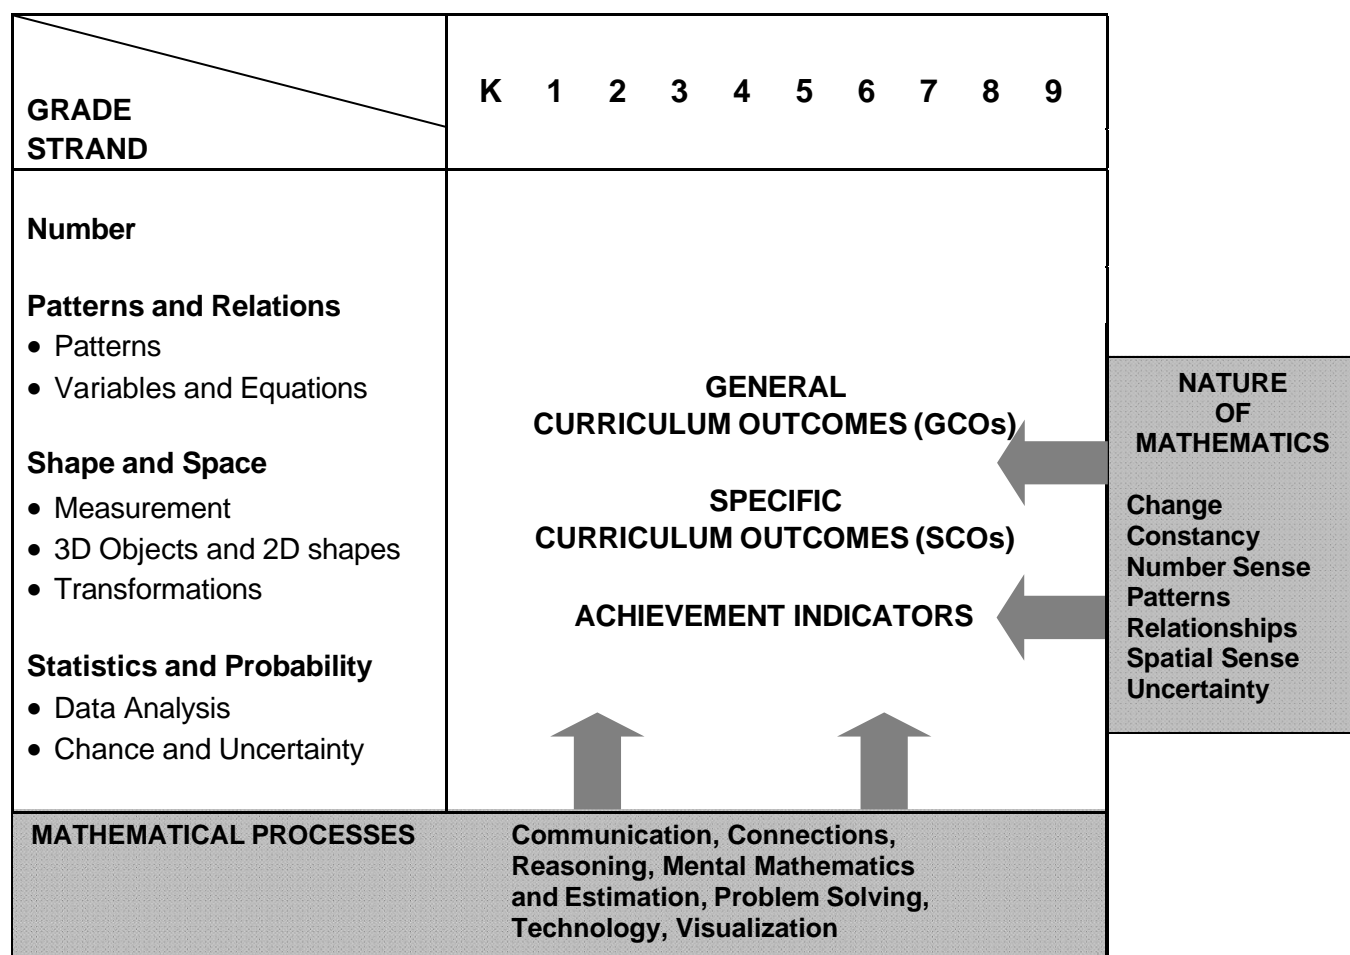 GRADE
STRAND
K 1 2 3 4 5 6 7 8 9
Number
Patterns and Relations
• Patterns
• Variables and Equations
Shape and Space
• Measurement
• 3D Objects and 2D shapes
• Transformations
Statistics and Probability
• Data Analysis
• Chance and Uncertainty
GENERAL
CURRICULUM OUTCOMES (GCOs)
SPECIFIC
CURRICULUM OUTCOMES (SCOs)
ACHIEVEMENT INDICATORS
NATURE
OF
MATHEMATICS
Change
Constancy
Number Sense
Patterns
Relationships
Spatial Sense
Uncertainty
MATHEMATICAL PROCESSES
Communication, Connections,
Reasoning, Mental Mathematics
and Estimation, Problem Solving,
Technology, Visualization